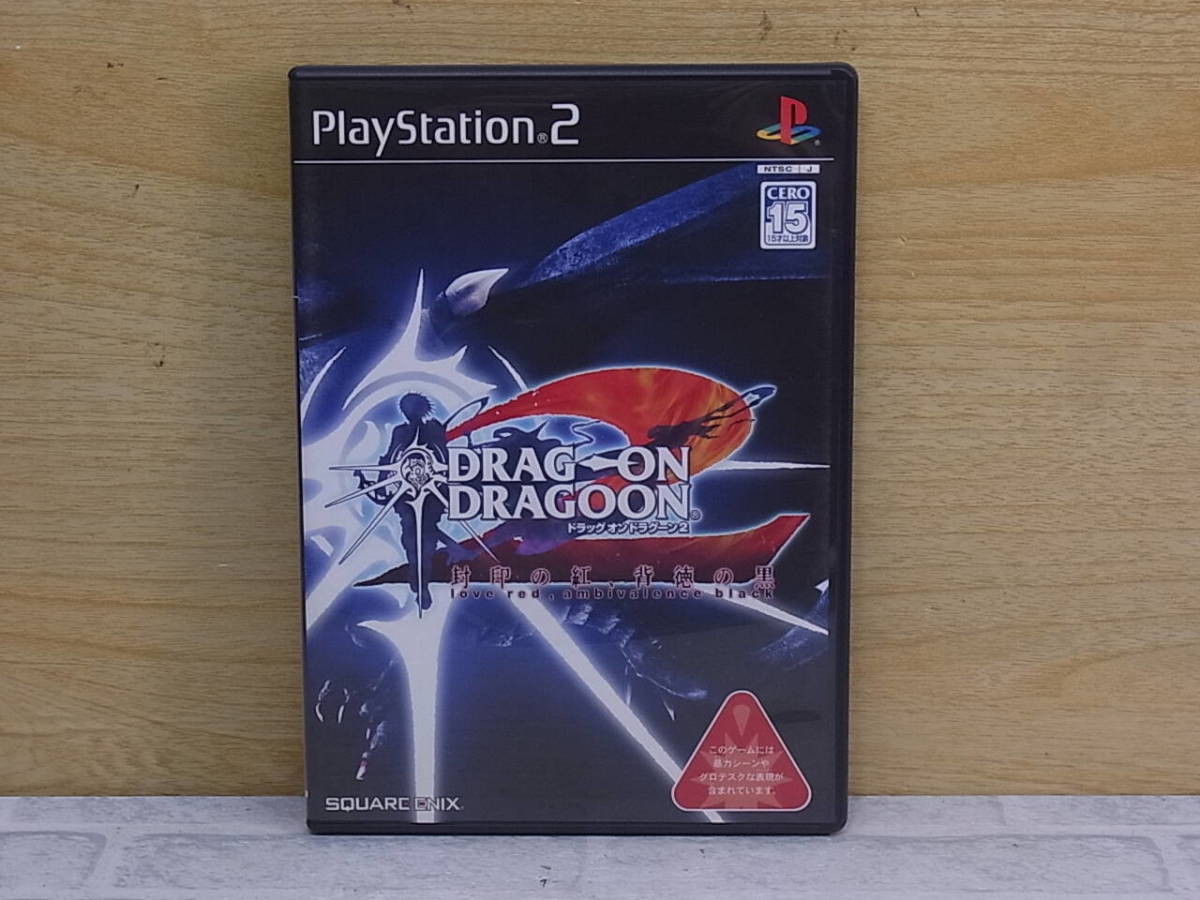 PlayStation®2
NTSC J
CERO
15
15才以上対象
DRAG-ON
DRAGOON®
ドラッグ オン ドラグーン2
封印の紅、背徳の黒
love red, ambivalence black
このゲームには
暴力シーンや
グロテスクな表現が
含まれています。
SQUARE ENIX®